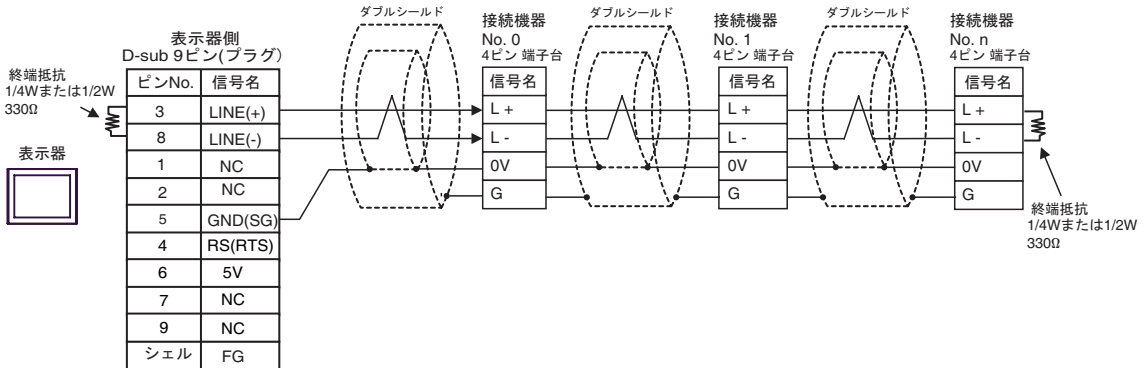 ダブルシールド
ダブルシールド
ダブルシールド
表示器側
D-sub 9ピン(プラグ)
接続機器
No. 0
4ピン 端子台
接続機器
No. 1
4ピン 端子台
接続機器
No. n
4ピン 端子台
終端抵抗
1/4Wまたは1/2W
330Ω
表示器
ピンNo. 信号名
3 LINE(+)
8 LINE(-)
1 NC
2 NC
5 GND(SG)
4 RS(RTS)
6 5V
7 NC
9 NC
シェル FG
信号名
L +
L -
0V
G
信号名
L +
L -
0V
G
信号名
L +
L -
0V
G
終端抵抗
1/4Wまたは1/2W
330Ω